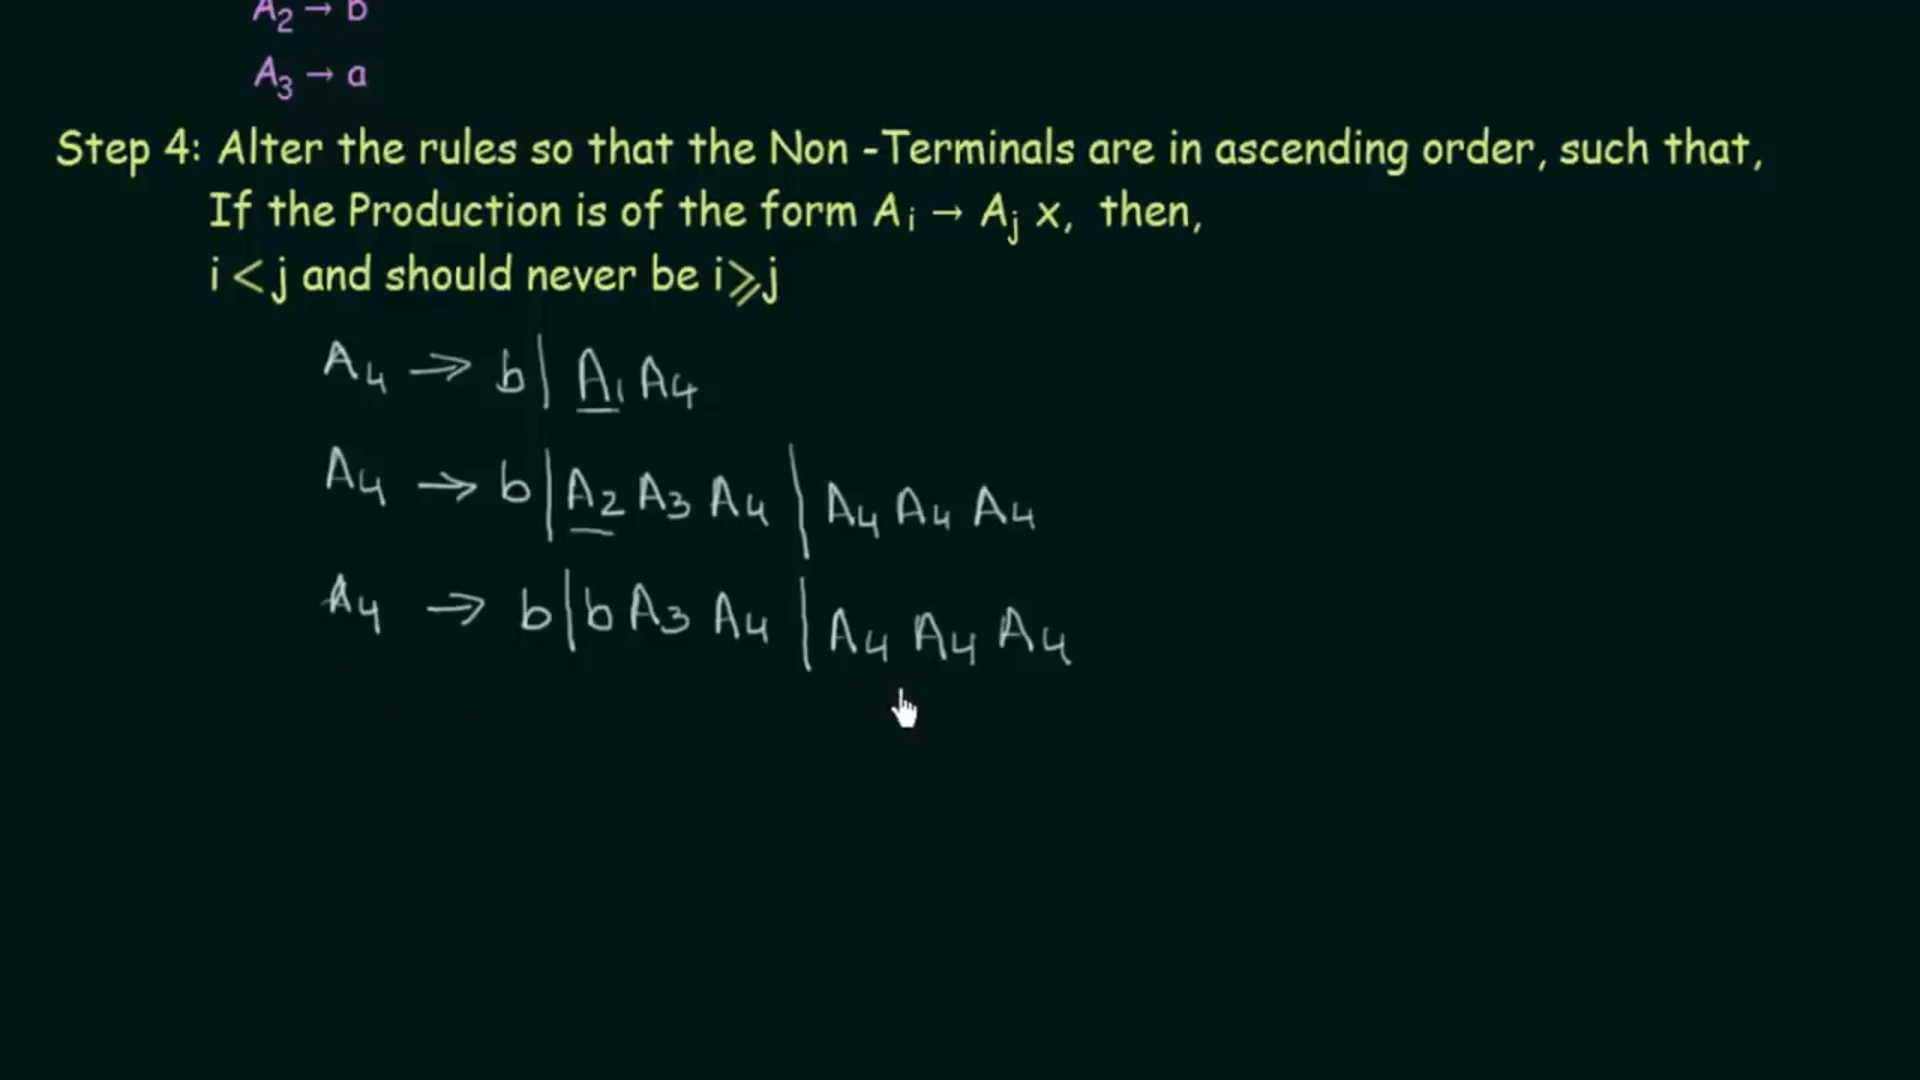 A₂ → b
A₃ → a
Step 4: Alter the rules so that the Non -Terminals are in ascending order, such that,
If the Production is of the form Aᵢ → Aⱼ x, then,
i < j and should never be i ⩾ j
A₄ → b | A₁ A₄
A₄ → b | A₂ A₃ A₄ | A₄ A₄ A₄
A₄ → b | b A₃ A₄ | A₄ A₄ A₄